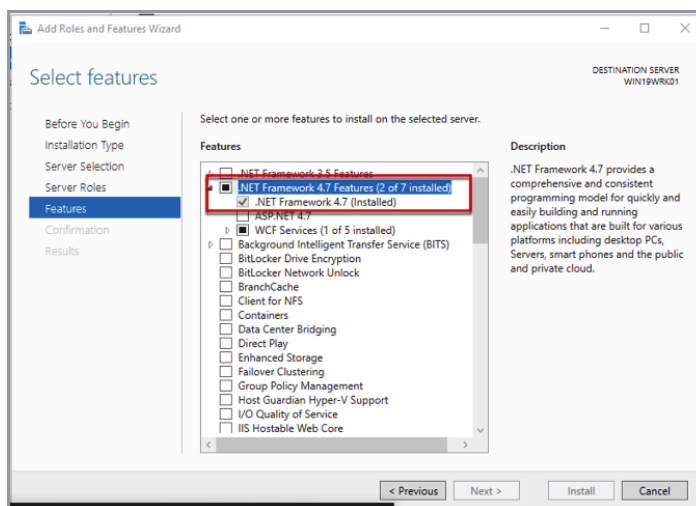 Add Roles and Features Wizard
Select features
DESTINATION SERVER
WIN19WRK01
Before You Begin
Installation Type
Server Selection
Server Roles
Features
Confirmation
Results
Select one or more features to install on the selected server.
Features
.NET Framework 3.5 Features
.NET Framework 4.7 Features (2 of 7 installed)
.NET Framework 4.7 (Installed)
ASP.NET 4.7
WCF Services (1 of 5 installed)
Background Intelligent Transfer Service (BITS)
BitLocker Drive Encryption
BitLocker Network Unlock
BranchCache
Client for NFS
Containers
Data Center Bridging
Direct Play
Enhanced Storage
Failover Clustering
Group Policy Management
Host Guardian Hyper-V Support
I/O Quality of Service
IIS Hostable Web Core
Description
.NET Framework 4.7 provides a
comprehensive and consistent
programming model for quickly and
easily building and running
applications that are built for various
platforms including desktop PCs,
Servers, smart phones and the public
and private cloud.
< Previous
Next >
Install
Cancel